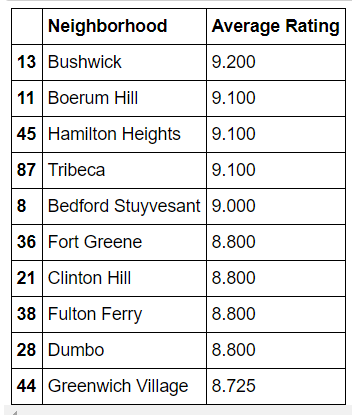 Neighborhood Average Rating
13 Bushwick 9.200
11 Boerum Hill 9.100
45 Hamilton Heights 9.100
87 Tribeca 9.100
8 Bedford Stuyvesant 9.000
36 Fort Greene 8.800
21 Clinton Hill 8.800
38 Fulton Ferry 8.800
28 Dumbo 8.800
44 Greenwich Village 8.725